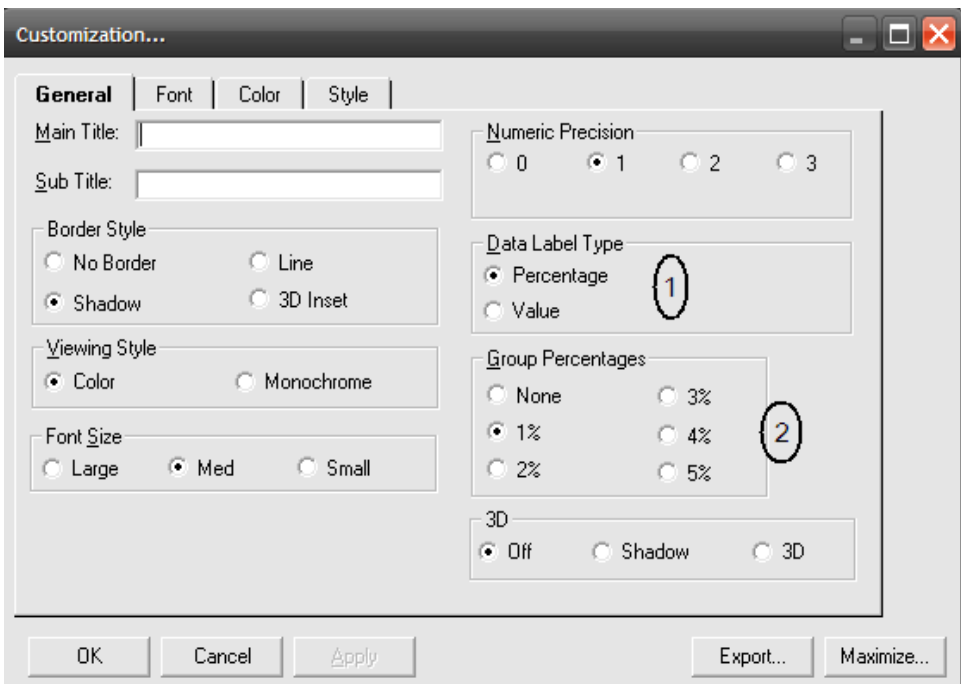 Customization...
General Font Color Style
Main Title:
Sub Title:
Border Style
No Border Line
Shadow 3D Inset
Viewing Style
Color Monochrome
Font Size
Large Med Small
Numeric Precision
0 1 2 3
Data Label Type
Percentage
Value
1
Group Percentages
None 3%
1% 4%
2% 5%
2
3D
Off Shadow 3D
OK Cancel Apply Export... Maximize...